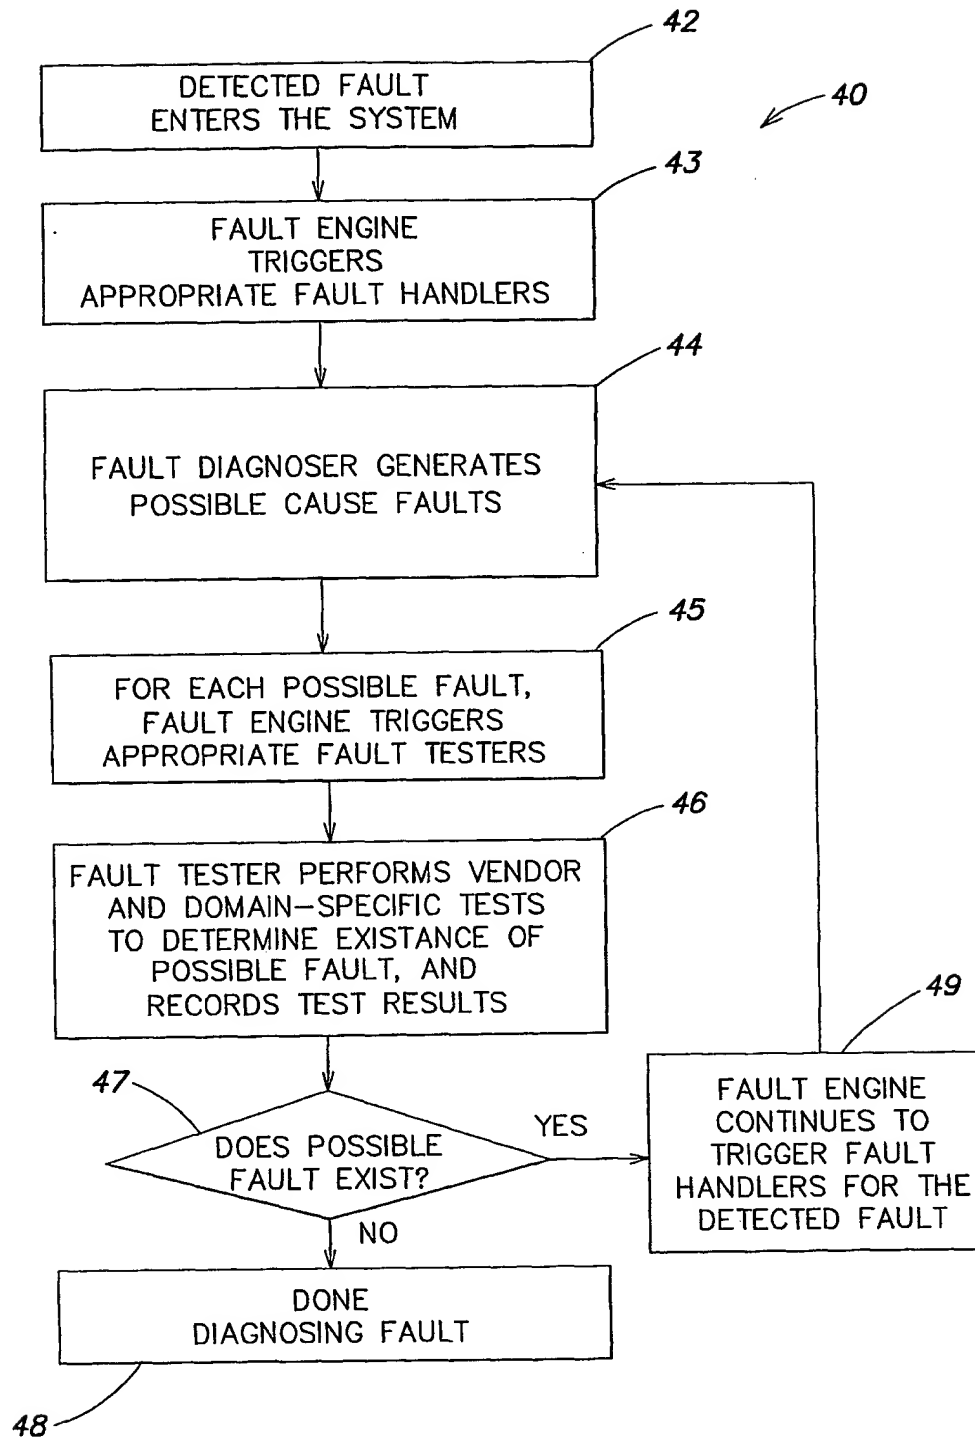 42
DETECTED FAULT
ENTERS THE SYSTEM
40
43
FAULT ENGINE
TRIGGERS
APPROPRIATE FAULT HANDLERS
44
FAULT DIAGNOSER GENERATES
POSSIBLE CAUSE FAULTS
45
FOR EACH POSSIBLE FAULT,
FAULT ENGINE TRIGGERS
APPROPRIATE FAULT TESTERS
46
FAULT TESTER PERFORMS VENDOR
AND DOMAIN-SPECIFIC TESTS
TO DETERMINE EXISTANCE OF
POSSIBLE FAULT, AND
RECORDS TEST RESULTS
47
DOES POSSIBLE
FAULT EXIST?
YES
NO
49
FAULT ENGINE
CONTINUES TO
TRIGGER FAULT
HANDLERS FOR THE
DETECTED FAULT
DONE
DIAGNOSING FAULT
48